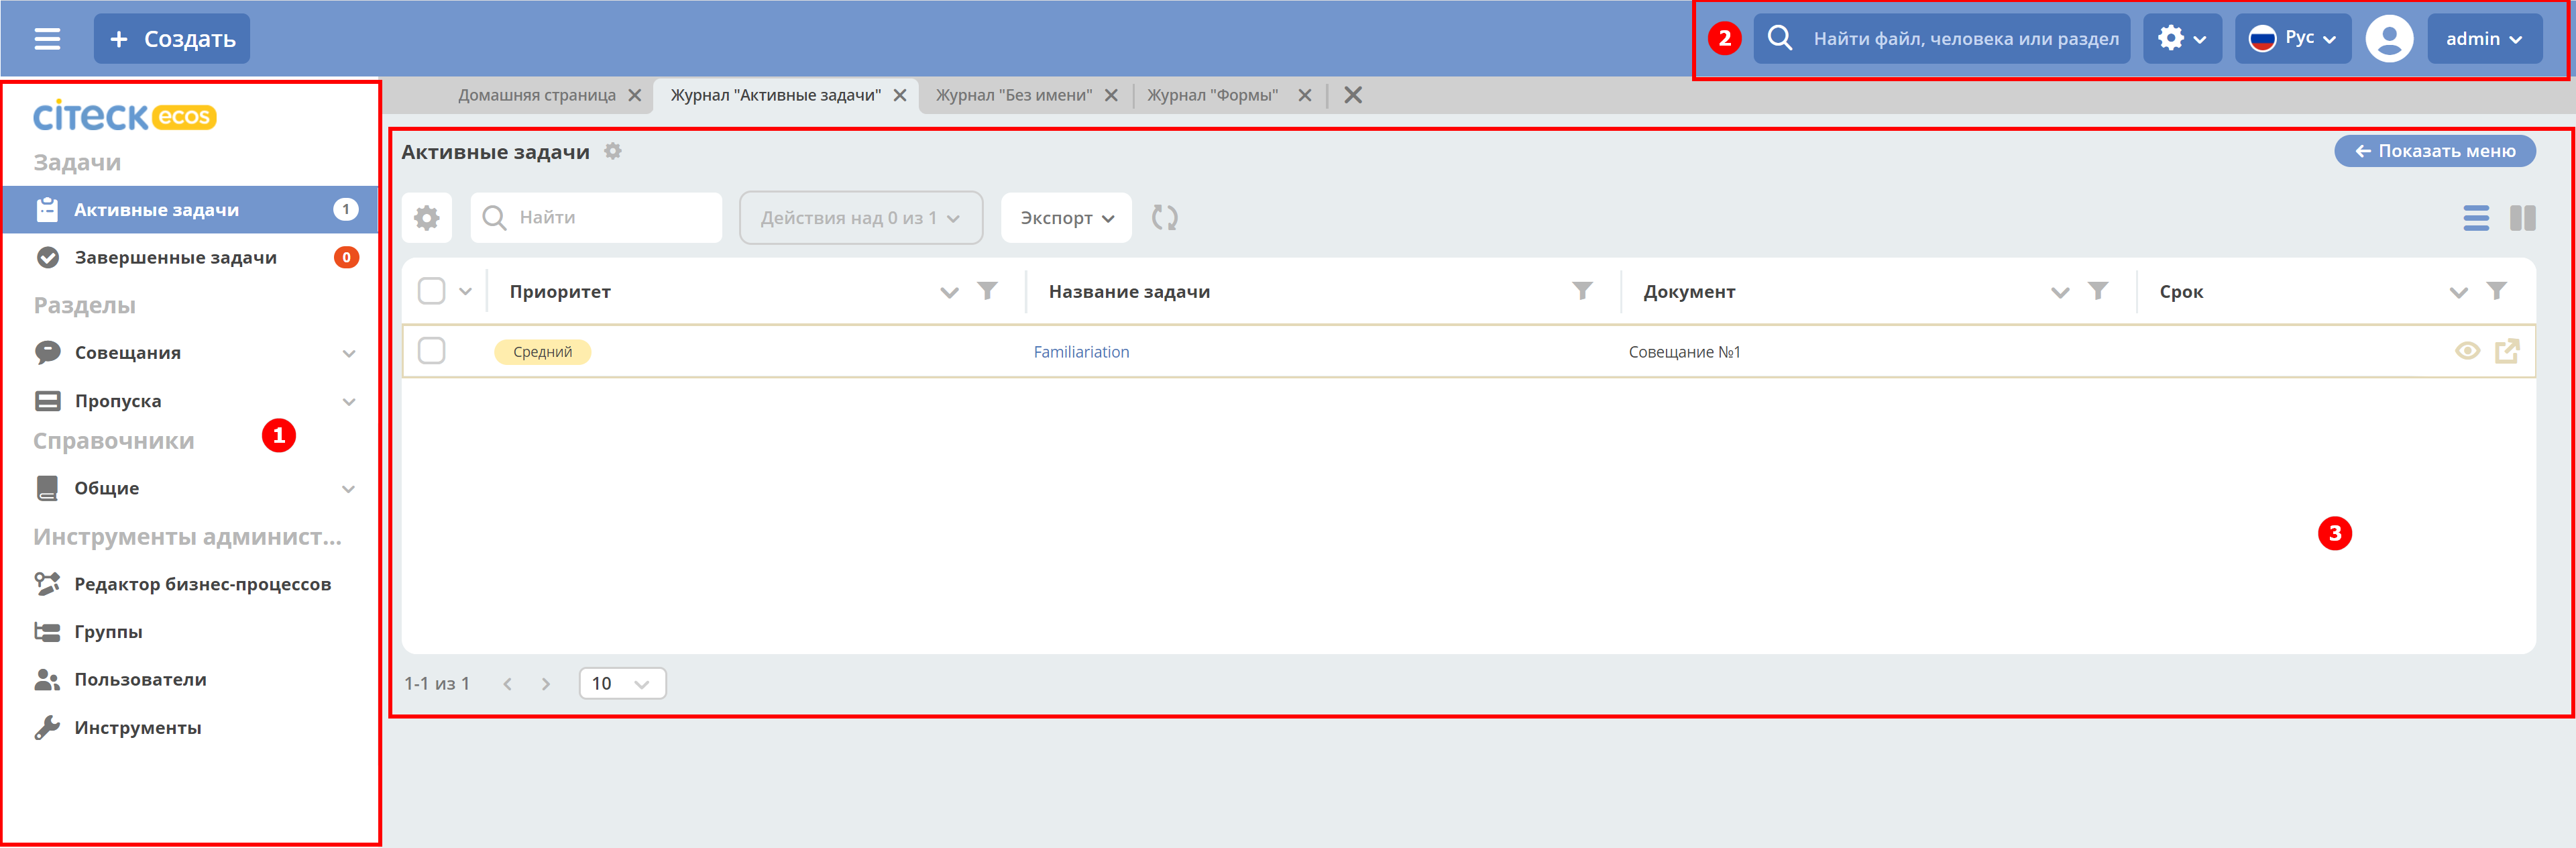 + Создать
2
Найти файл, человека или раздел
Рус
admin
Домашняя страница
Журнал "Активные задачи"
Журнал "Без имени"
Журнал "Формы"
citeck ecos
Задачи
Активные задачи 1
Завершенные задачи 0
Разделы
Совещания
Пропуска
1
Справочники
Общие
Инструменты админист...
Редактор бизнес-процессов
Группы
Пользователи
Инструменты
Активные задачи
Показать меню
Найти
Действия над 0 из 1
Экспорт
Приоритет
Название задачи
Документ
Срок
Средний
Familiariation
Совещание №1
3
1-1 из 1
10